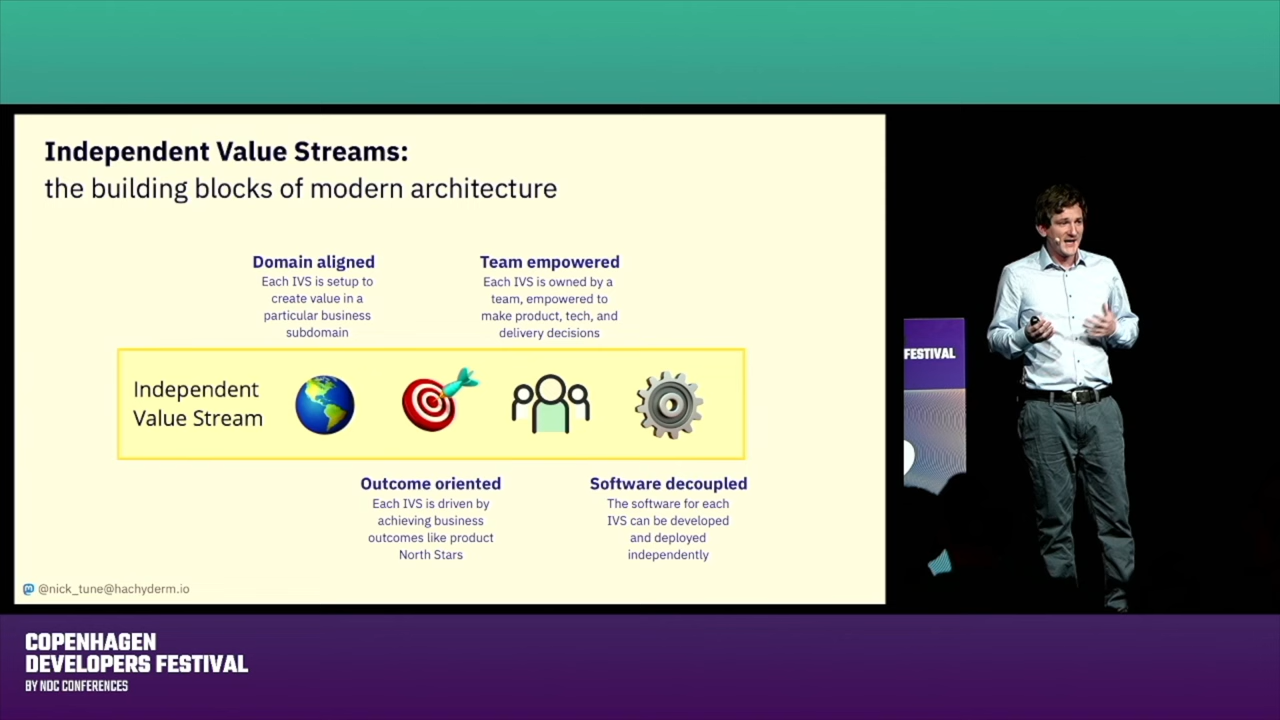 Independent Value Streams:
the building blocks of modern architecture
Domain aligned
Each IVS is setup to
create value in a
particular business
subdomain
Team empowered
Each IVS is owned by a
team, empowered to
make product, tech, and
delivery decisions
Independent
Value Stream
Outcome oriented
Each IVS is driven by
achieving business
outcomes like product
North Stars
Software decoupled
The software for each
IVS can be developed
and deployed
independently
@nick_tune@hachyderm.io
FESTIVAL
COPENHAGEN
DEVELOPERS FESTIVAL
BY NDC CONFERENCES